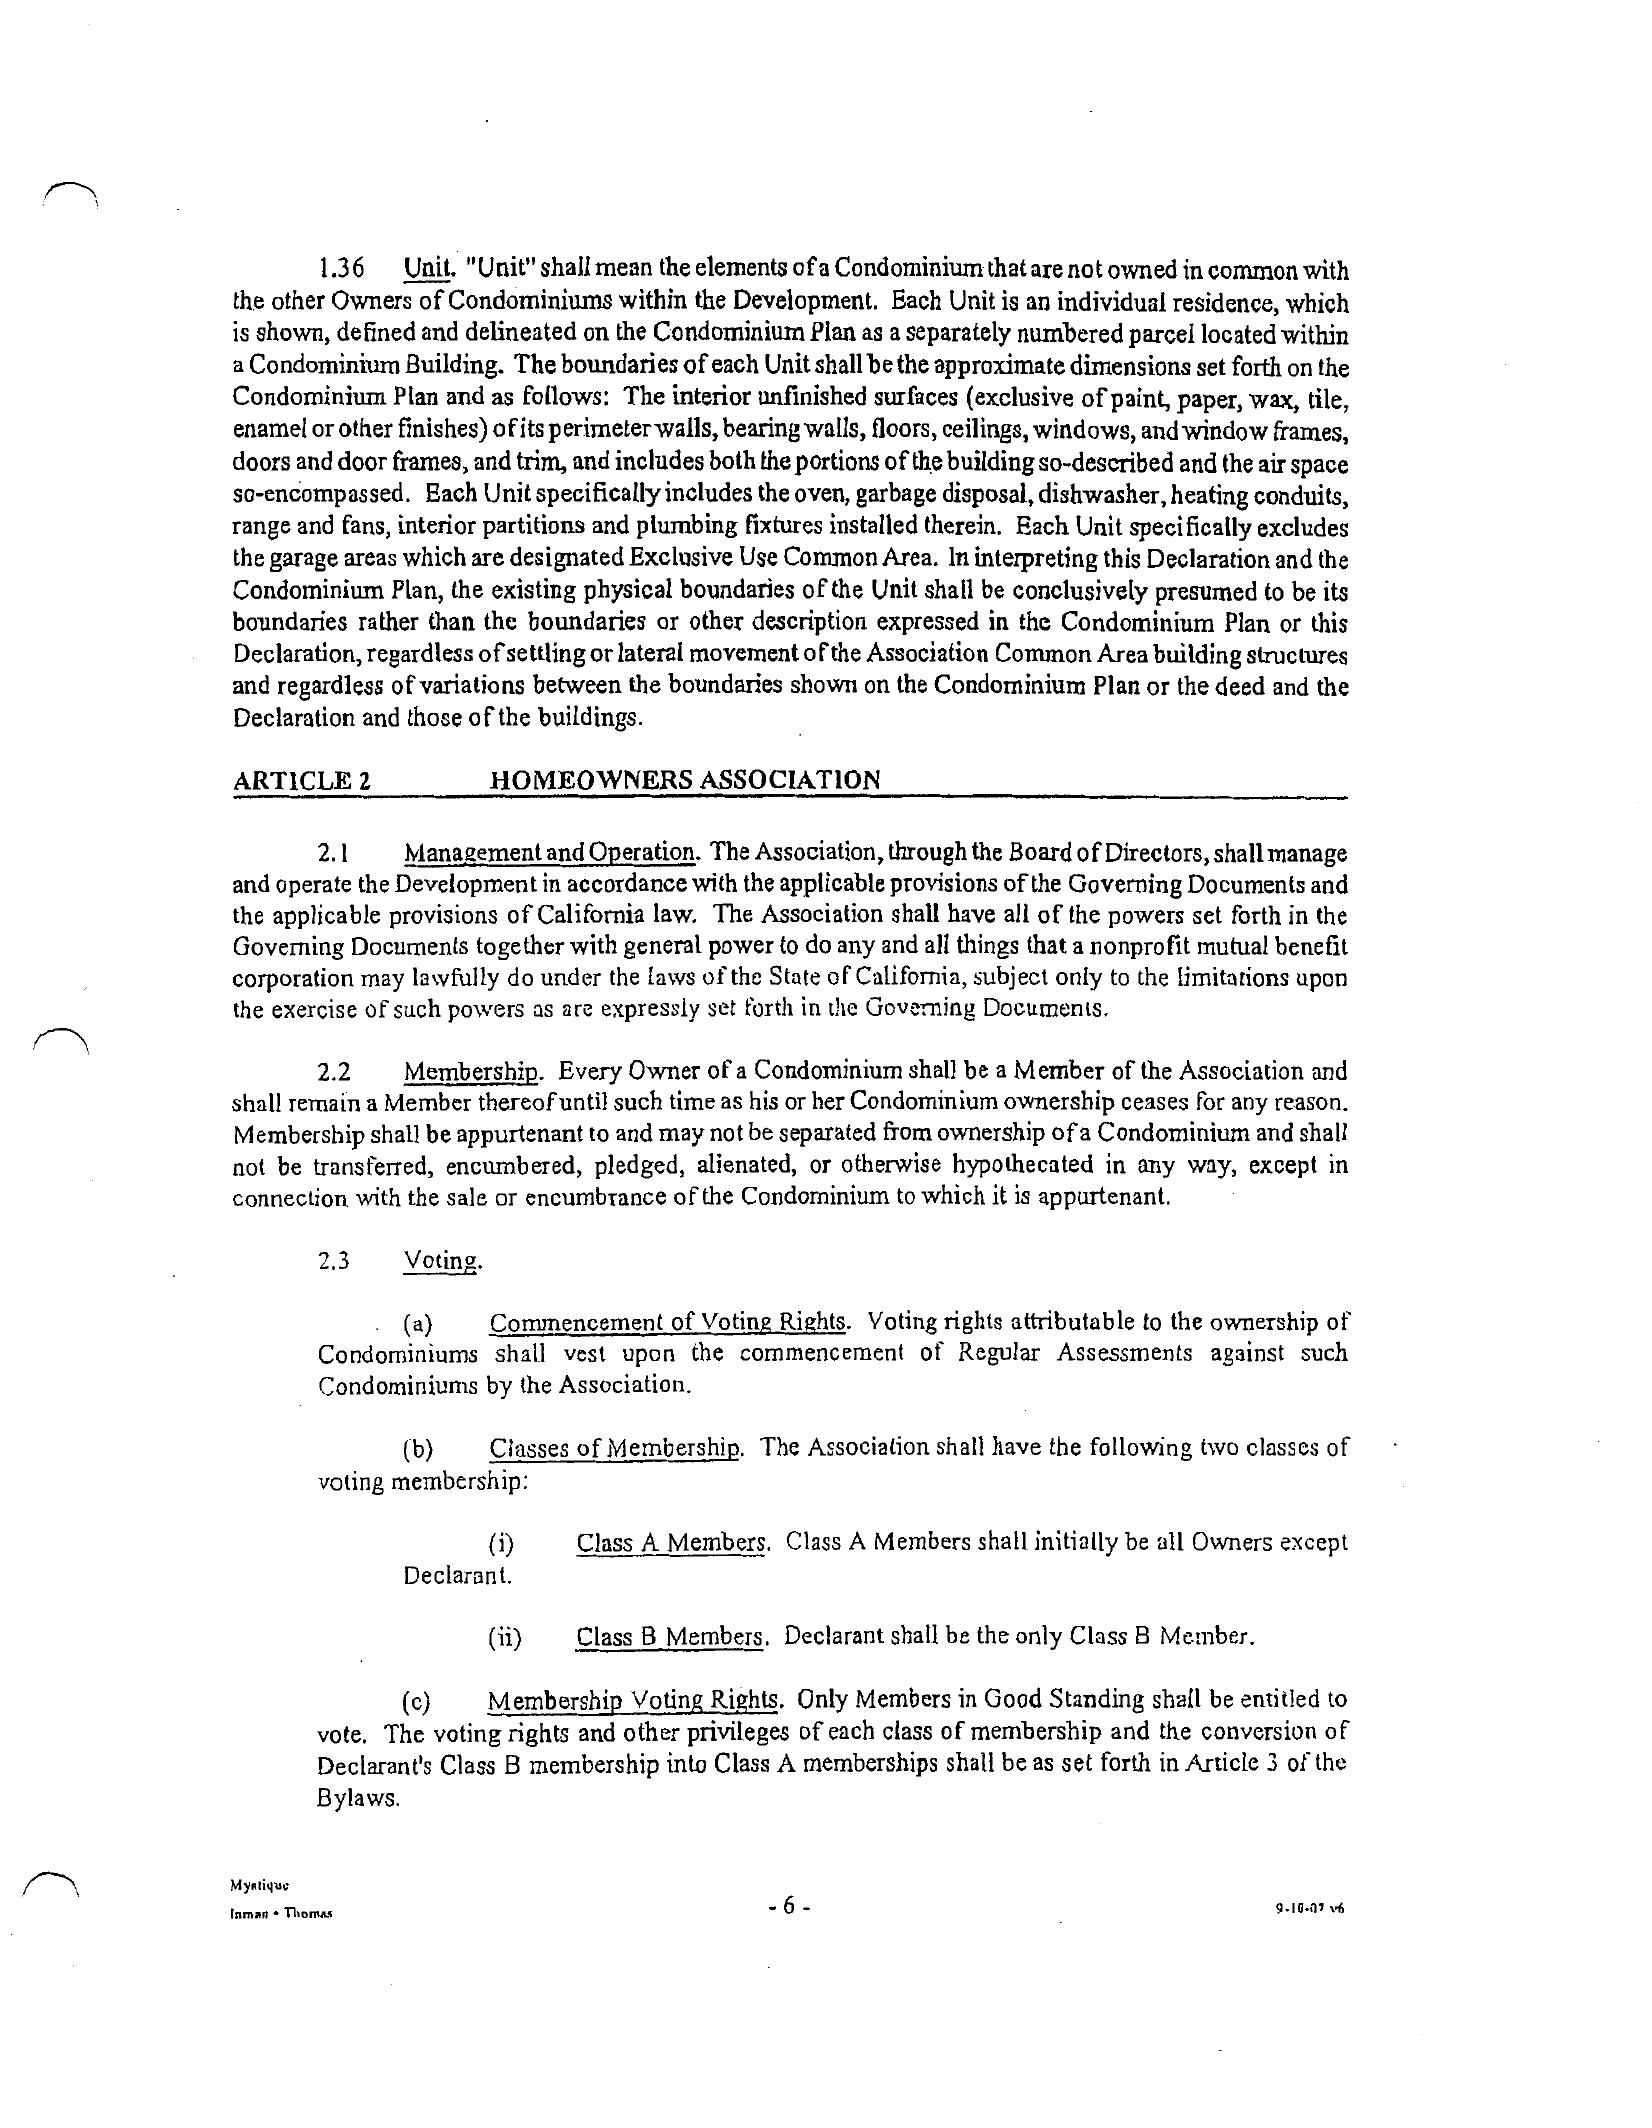 1.36 Unit. "Unit" shall mean the elements of a Condominium that are not owned in common with
the other Owners of Condominiums within the Development. Each Unit is an individual residence, which
is shown, defined and delineated on the Condominium Plan as a separately numbered parcel located within
a Condominium Building. The boundaries of each Unit shall be the approximate dimensions set forth on the
Condominium Plan and as follows: The interior unfinished surfaces (exclusive of paint, paper, wax, tile,
enamel or other finishes) of its perimeter walls, bearing walls, floors, ceilings, windows, and window frames,
doors and door frames, and trim, and includes both the portions of the building so-described and the air space
so-encompassed. Each Unit specifically includes the oven, garbage disposal, dishwasher, heating conduits,
range and fans, interior partitions and plumbing fixtures installed therein. Each Unit specifically excludes
the garage areas which are designated Exclusive Use Common Area. In interpreting this Declaration and the
Condominium Plan, the existing physical boundaries of the Unit shall be conclusively presumed to be its
boundaries rather than the boundaries or other description expressed in the Condominium Plan or this
Declaration, regardless of settling or lateral movement of the Association Common Area building structures
and regardless of variations between the boundaries shown on the Condominium Plan or the deed and the
Declaration and those of the buildings.
ARTICLE 2 HOMEOWNERS ASSOCIATION
2.1 Management and Operation. The Association, through the Board of Directors, shall manage
and operate the Development in accordance with the applicable provisions of the Governing Documents and
the applicable provisions of California law. The Association shall have all of the powers set forth in the
Governing Documents together with general power to do any and all things that a nonprofit mutual benefit
corporation may lawfully do under the laws of the State of California, subject only to the limitations upon
the exercise of such powers as are expressly set forth in the Governing Documents.
2.2 Membership. Every Owner of a Condominium shall be a Member of the Association and
shall remain a Member thereof until such time as his or her Condominium ownership ceases for any reason.
Membership shall be appurtenant to and may not be separated from ownership of a Condominium and shall
not be transferred, encumbered, pledged, alienated, or otherwise hypothecated in any way, except in
connection with the sale or encumbrance of the Condominium to which it is appurtenant.
2.3 Voting.
(a) Commencement of Voting Rights. Voting rights attributable to the ownership of
Condominiums shall vest upon the commencement of Regular Assessments against such
Condominiums by the Association.
(b) Classes of Membership. The Association shall have the following two classes of
voting membership:
(i) Class A Members. Class A Members shall initially be all Owners except
Declarant.
(ii) Class B Members. Declarant shall be the only Class B Member.
(c) Membership Voting Rights. Only Members in Good Standing shall be entitled to
vote. The voting rights and other privileges of each class of membership and the conversion of
Declarant's Class B membership into Class A memberships shall be as set forth in Article 3 of the
Bylaws.
Mystique
Inman • Thomas
- 6 -
9-10-07 v6